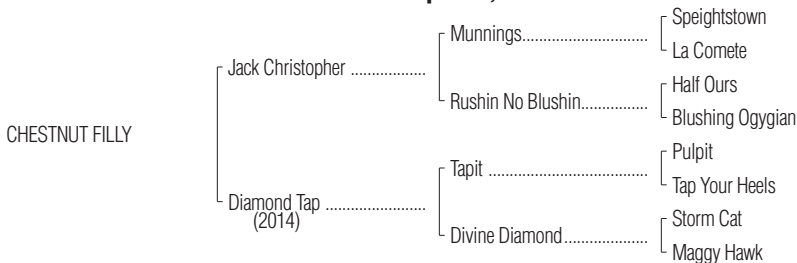 Speightstown
Munnings..............................
La Comete
Jack Christopher ..................
Half Ours
Rushin No Blushin................
Blushing Ogygian
CHESTNUT FILLY
Pulpit
Tapit ......................................
Tap Your Heels
Diamond Tap ........................
(2014)
Storm Cat
Divine Diamond....................
Maggy Hawk